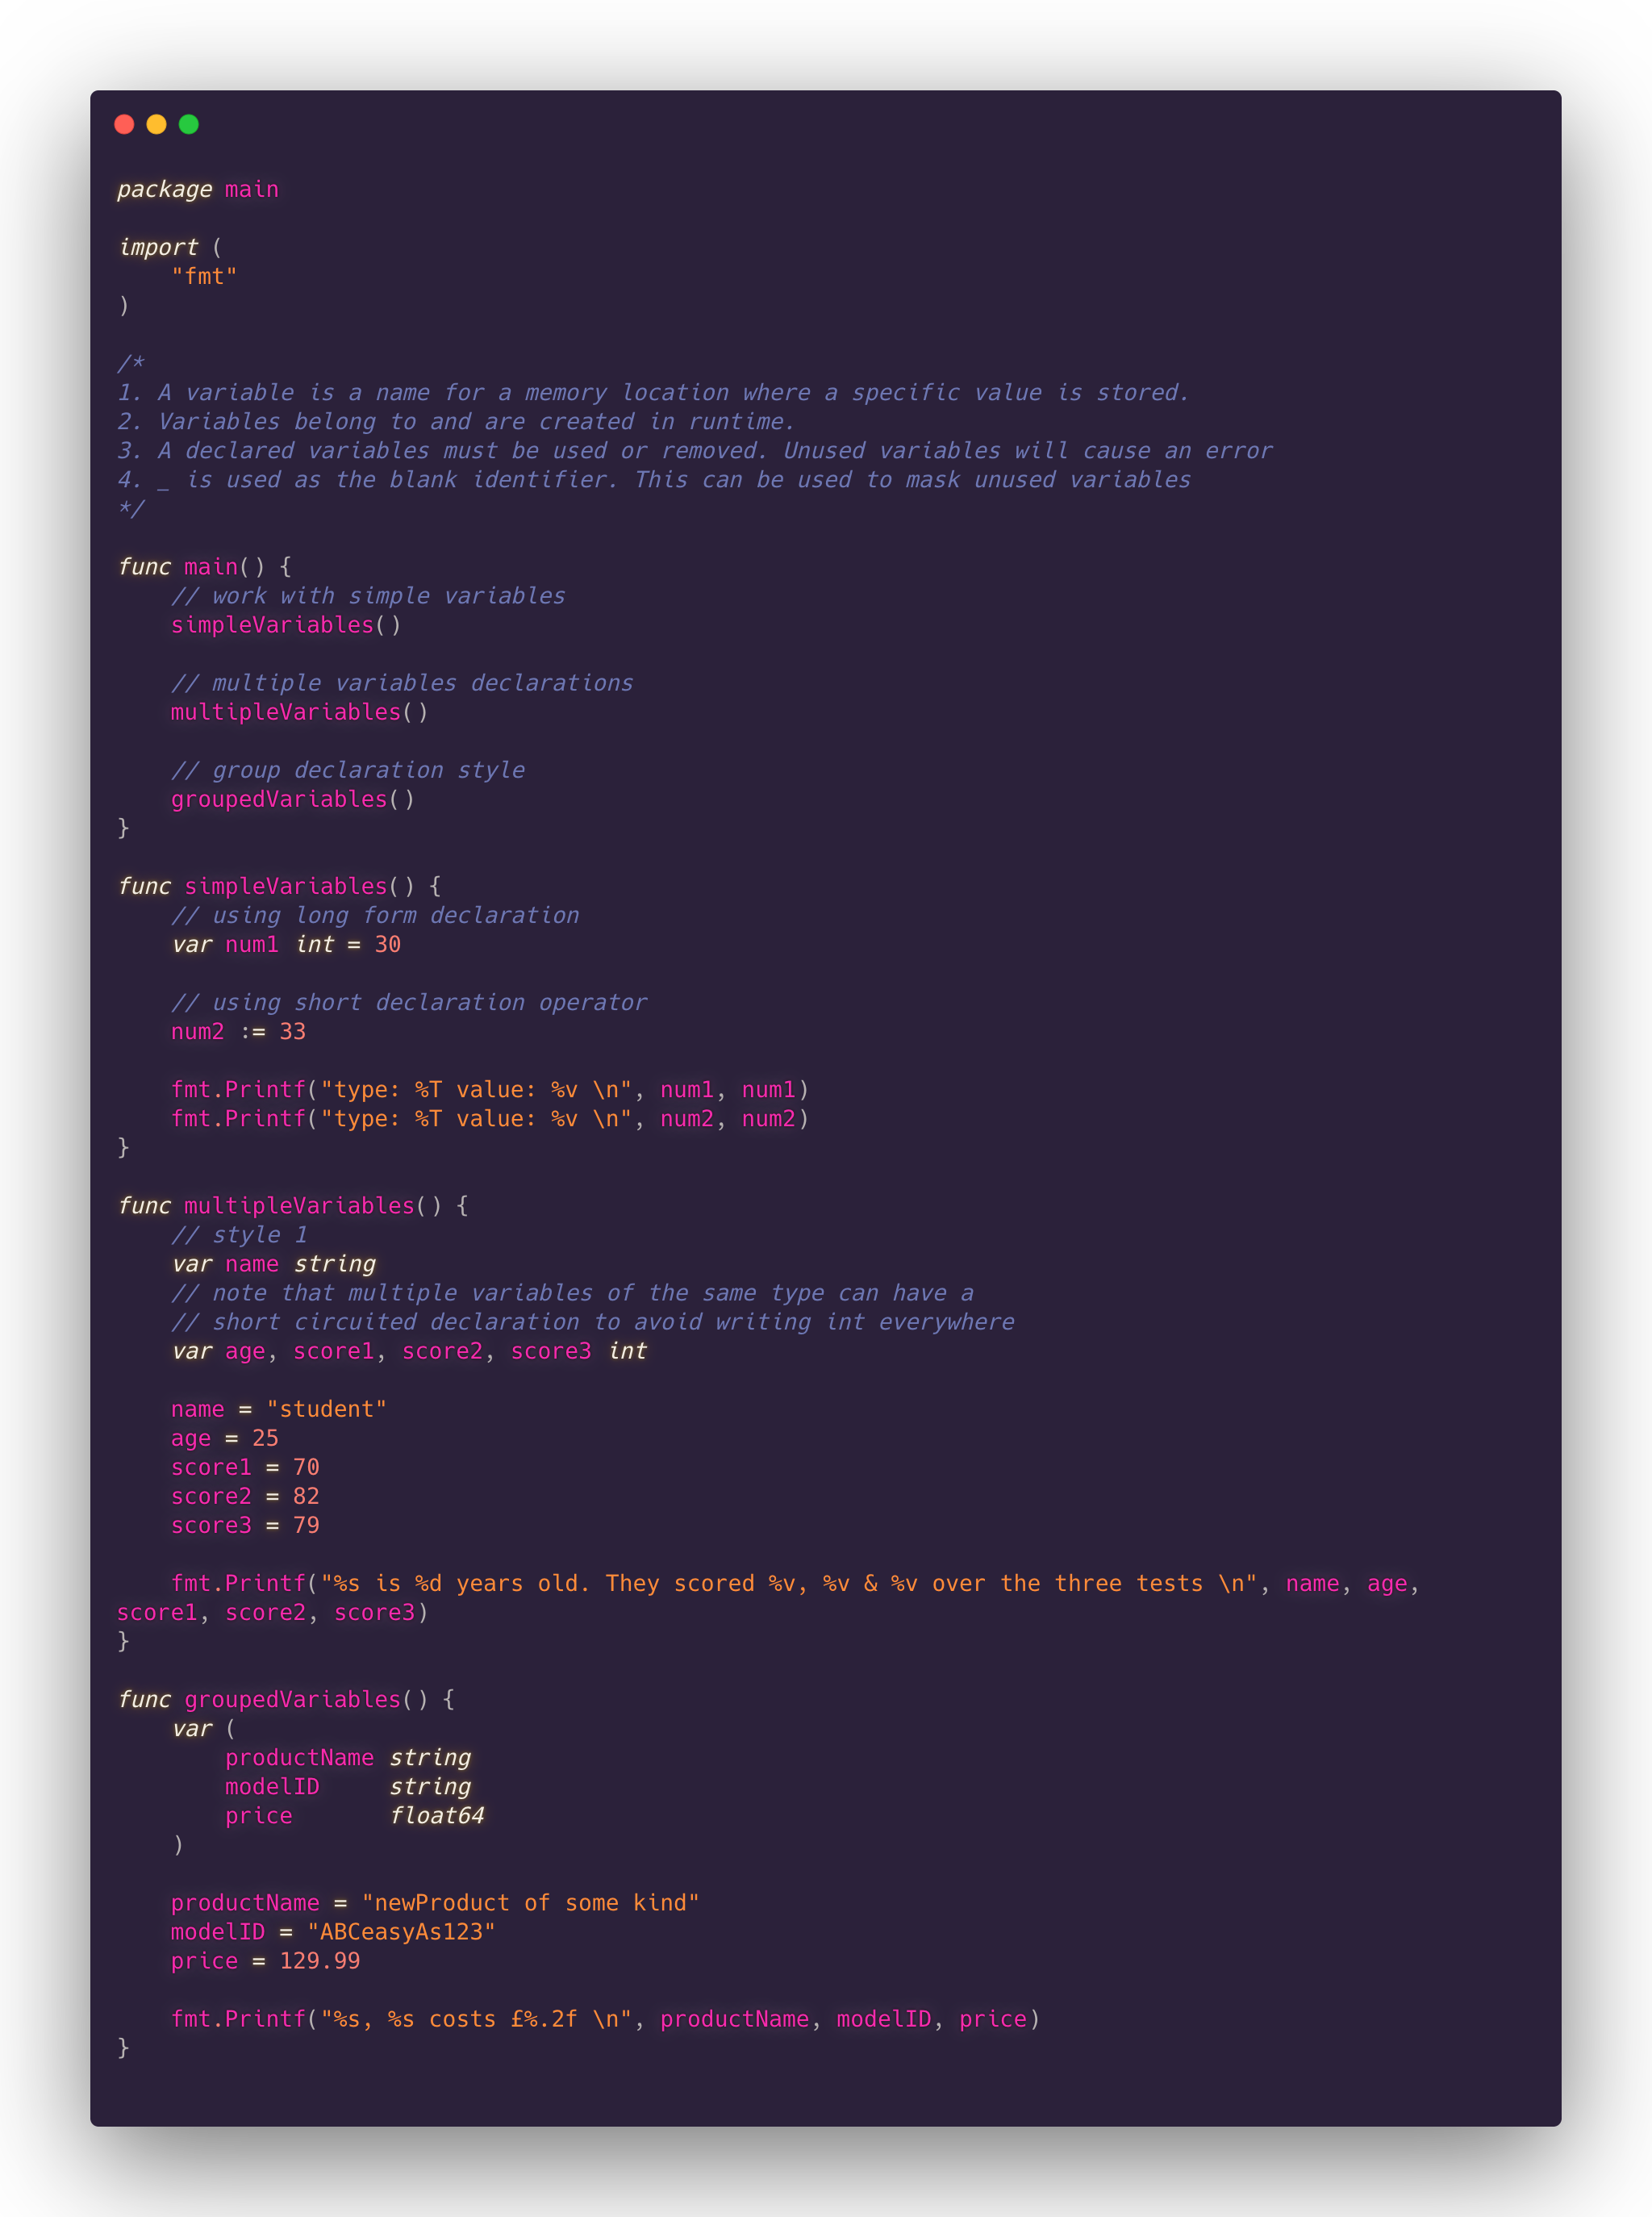 package main

import (
    "fmt"
)

/*
1. A variable is a name for a memory location where a specific value is stored.
2. Variables belong to and are created in runtime.
3. A declared variables must be used or removed. Unused variables will cause an error
4. _ is used as the blank identifier. This can be used to mask unused variables
*/

func main() {
    // work with simple variables
    simpleVariables()

    // multiple variables declarations
    multipleVariables()

    // group declaration style
    groupedVariables()
}

func simpleVariables() {
    // using long form declaration
    var num1 int = 30

    // using short declaration operator
    num2 := 33

    fmt.Printf("type: %T value: %v \n", num1, num1)
    fmt.Printf("type: %T value: %v \n", num2, num2)
}

func multipleVariables() {
    // style 1
    var name string
    // note that multiple variables of the same type can have a
    // short circuited declaration to avoid writing int everywhere
    var age, score1, score2, score3 int

    name = "student"
    age = 25
    score1 = 70
    score2 = 82
    score3 = 79

    fmt.Printf("%s is %d years old. They scored %v, %v & %v over the three tests \n", name, age,
score1, score2, score3)
}

func groupedVariables() {
    var (
        productName string
        modelID     string
        price       float64
    )

    productName = "newProduct of some kind"
    modelID = "ABCeasyAs123"
    price = 129.99

    fmt.Printf("%s, %s costs £%.2f \n", productName, modelID, price)
}